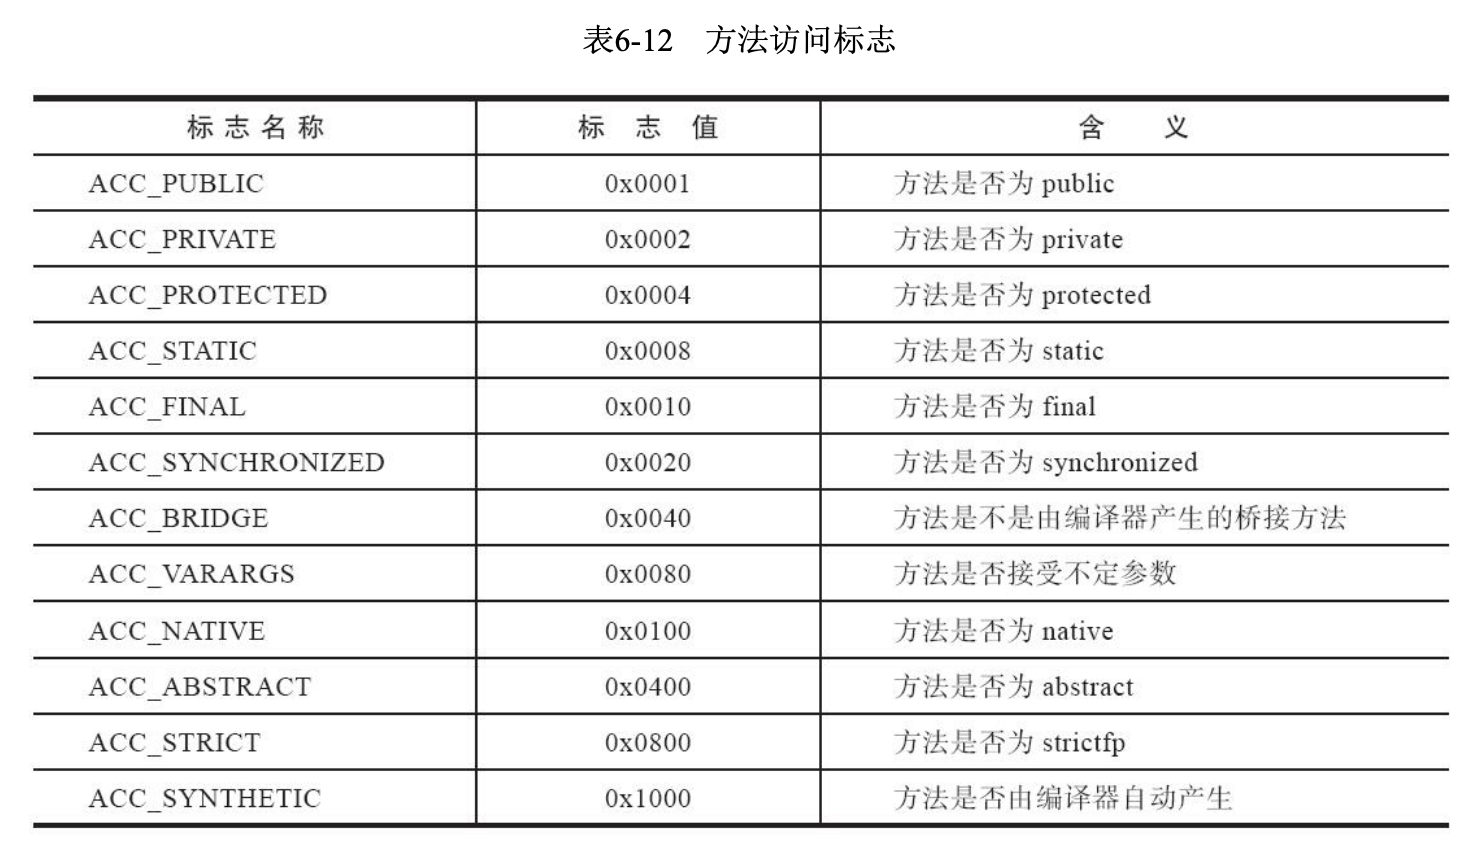 表6-12 方法访问标志
标志名称 标志值 含义
ACC_PUBLIC 0x0001 方法是否为 public
ACC_PRIVATE 0x0002 方法是否为 private
ACC_PROTECTED 0x0004 方法是否为 protected
ACC_STATIC 0x0008 方法是否为 static
ACC_FINAL 0x0010 方法是否为 final
ACC_SYNCHRONIZED 0x0020 方法是否为 synchronized
ACC_BRIDGE 0x0040 方法是不是由编译器产生的桥接方法
ACC_VARARGS 0x0080 方法是否接受不定参数
ACC_NATIVE 0x0100 方法是否为 native
ACC_ABSTRACT 0x0400 方法是否为 abstract
ACC_STRICT 0x0800 方法是否为 strictfp
ACC_SYNTHETIC 0x1000 方法是否由编译器自动产生